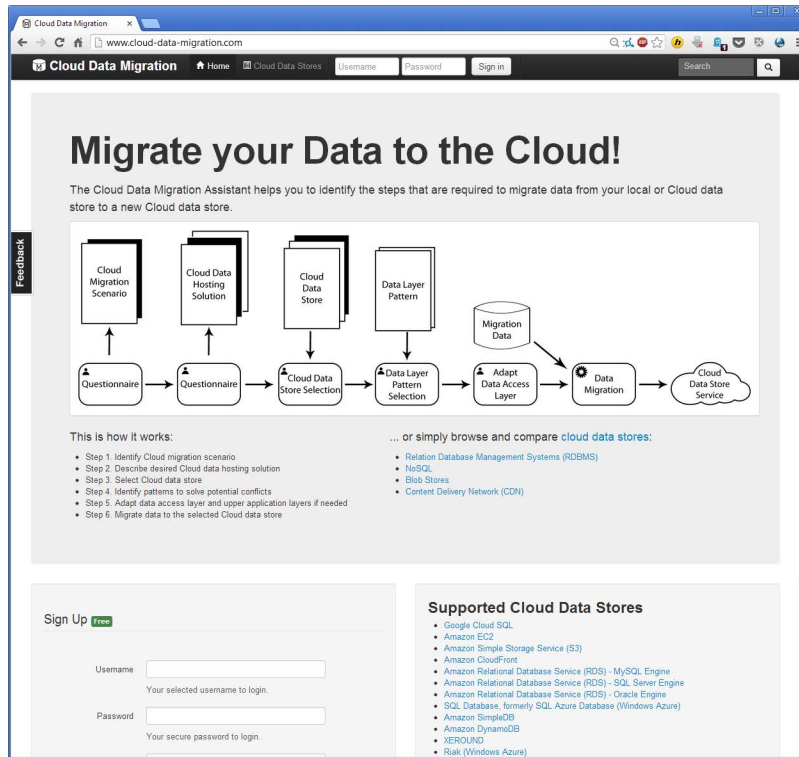 Cloud Data Migration
www.cloud-data-migration.com
Cloud Data Migration Home Cloud Data Stores Username Password Sign in Search
Migrate your Data to the Cloud!
The Cloud Data Migration Assistant helps you to identify the steps that are required to migrate data from your local or Cloud data
store to a new Cloud data store.
Feedback
Cloud
Migration
Scenario
Cloud Data
Hosting
Solution
Cloud
Data
Store
Data Layer
Pattern
Migration
Data
Questionnaire
Questionnaire
Cloud Data
Store Selection
Data Layer
Pattern
Selection
Adapt
Data Access
Layer
Data
Migration
Cloud
Data Store
Service
This is how it works:
Step 1. Identify Cloud migration scenario
Step 2. Describe desired Cloud data hosting solution
Step 3. Select Cloud data store
Step 4. Identify patterns to solve potential conflicts
Step 5. Adapt data access layer and upper application layers if needed
Step 6. Migrate data to the selected Cloud data store
... or simply browse and compare cloud data stores:
Relation Database Management Systems (RDBMS)
NoSQL
Blob Stores
Content Delivery Network (CDN)
Sign Up Free
Username
Your selected username to login.
Password
Your secure password to login.
Supported Cloud Data Stores
Google Cloud SQL
Amazon EC2
Amazon Simple Storage Service (S3)
Amazon CloudFront
Amazon Relational Database Service (RDS) - MySQL Engine
Amazon Relational Database Service (RDS) - SQL Server Engine
Amazon Relational Database Service (RDS) - Oracle Engine
SQL Database, formerly SQL Azure Database (Windows Azure)
Amazon SimpleDB
Amazon DynamoDB
XEROUND
Riak (Windows Azure)